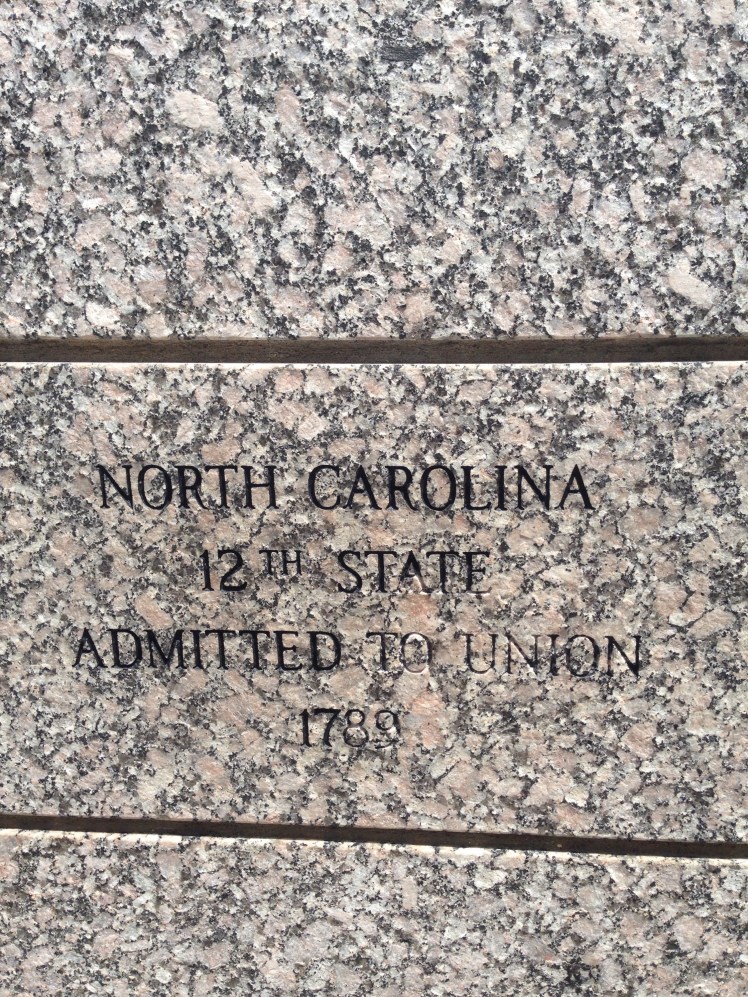 NORTH CAROLINA
12TH STATE
ADMITTED TO UNION
1789